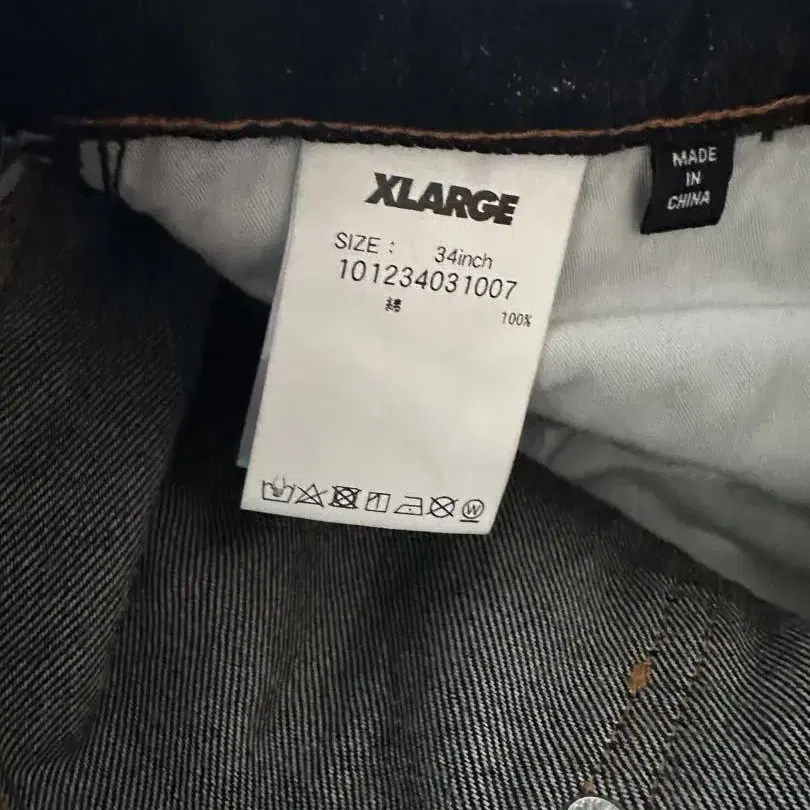 XLARGE
SIZE : 34inch
101234031007
綿 100%
W
MADE
IN
CHINA